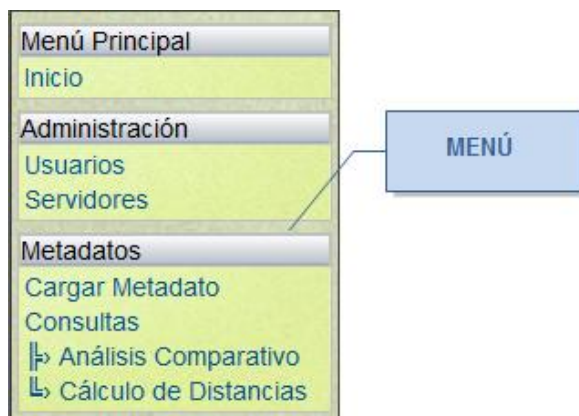 Menú Principal
Inicio
Administración
Usuarios
Servidores
Metadatos
Cargar Metadato
Consultas
Análisis Comparativo
Cálculo de Distancias
MENÚ